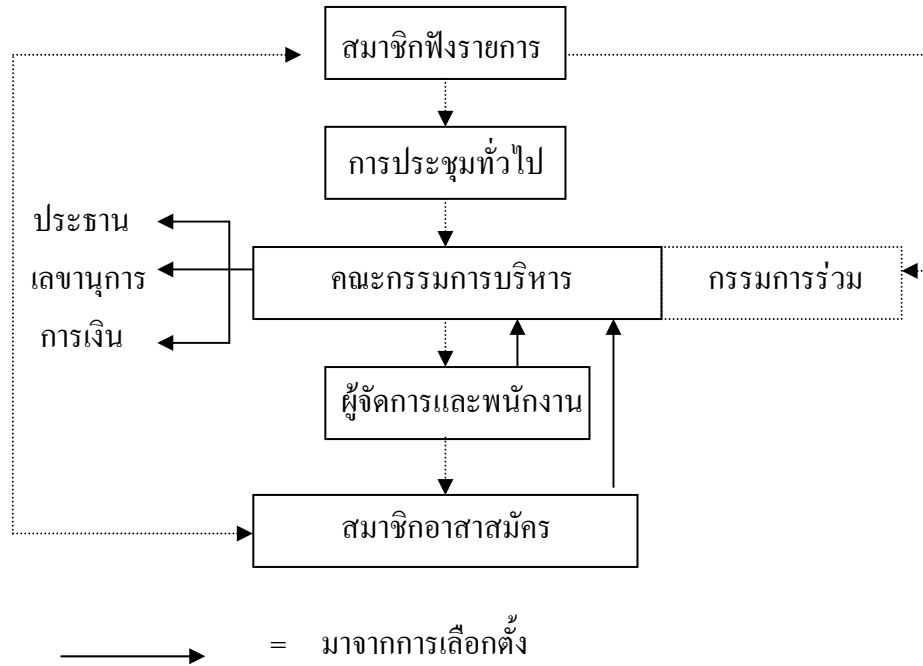 สมาชิกฟังรายการ
การประชุมทั่วไป
ประธาน
เลขานุการ
การเงิน
คณะกรรมการบริหาร
กรรมการร่วม
ผู้จัดการและพนักงาน
สมาชิกอาสาสมัคร
= มาจากการเลือกตั้ง